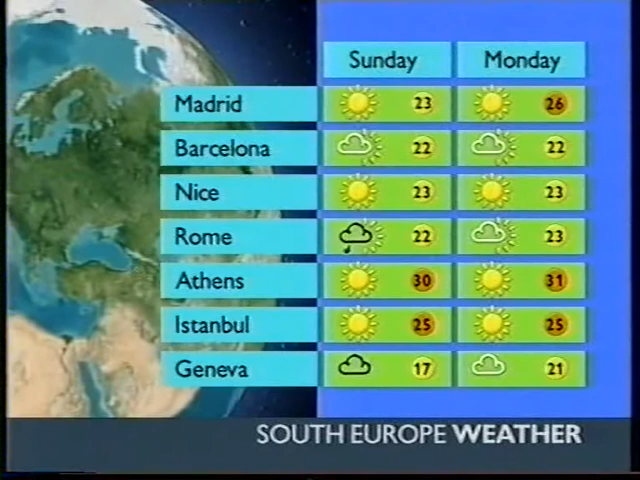 Sunday Monday
Madrid 23 26
Barcelona 22 22
Nice 23 23
Rome 22 23
Athens 30 31
Istanbul 25 25
Geneva 17 21
SOUTH EUROPE WEATHER